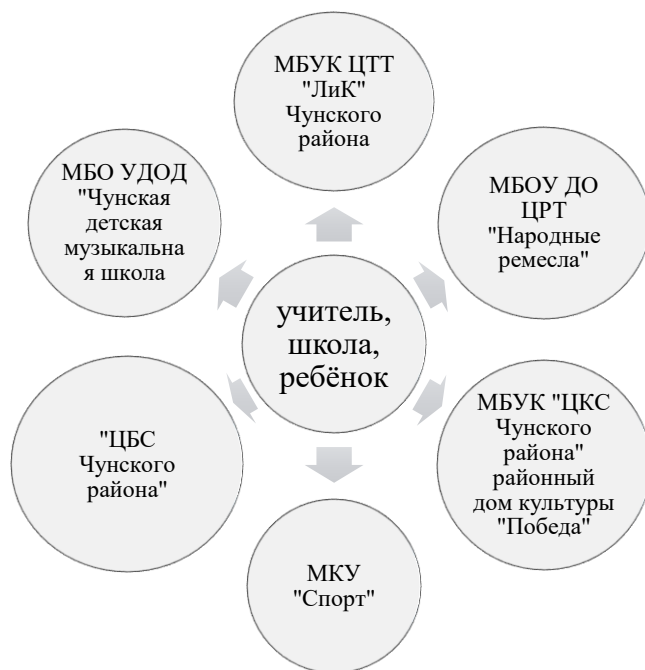 МБУК ЦТТ
"ЛиК"
Чунского
района
МБО УДОД
"Чунская
детская
музыкальна
я школа
МБОУ ДО
ЦРТ
"Народные
ремесла"
учитель,
школа,
ребёнок
"ЦБС
Чунского
района"
МБУК "ЦКС
Чунского
района"
районный
дом культуры
"Победа"
МКУ
"Спорт"